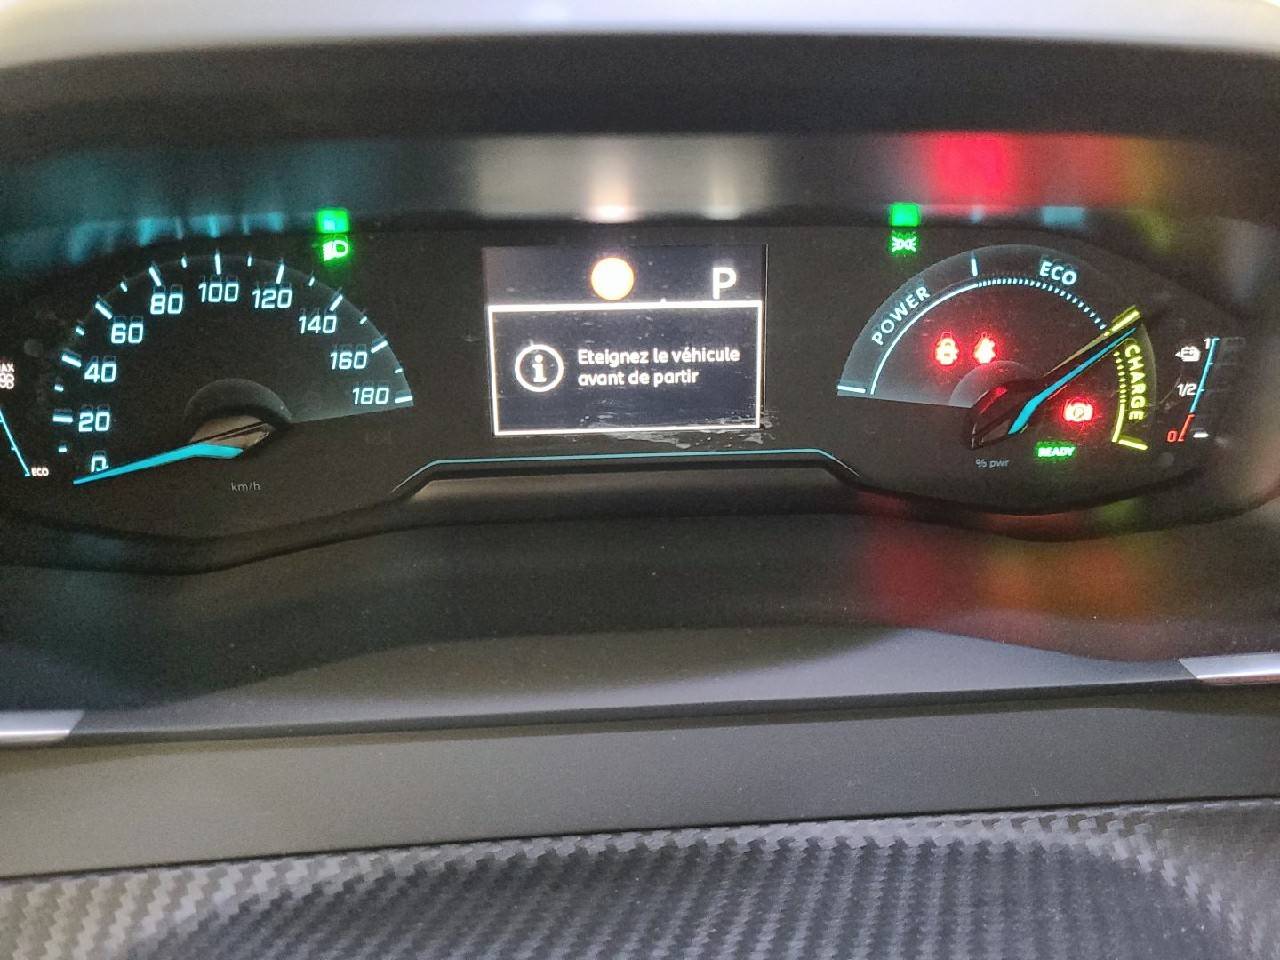 P
Eteignez le véhicule
avant de partir
0
20
40
60
80
100
120
140
160
180
km/h
ECO
POWER
ECO
CHARGE
READY
% pwr
1
1/2
0
P